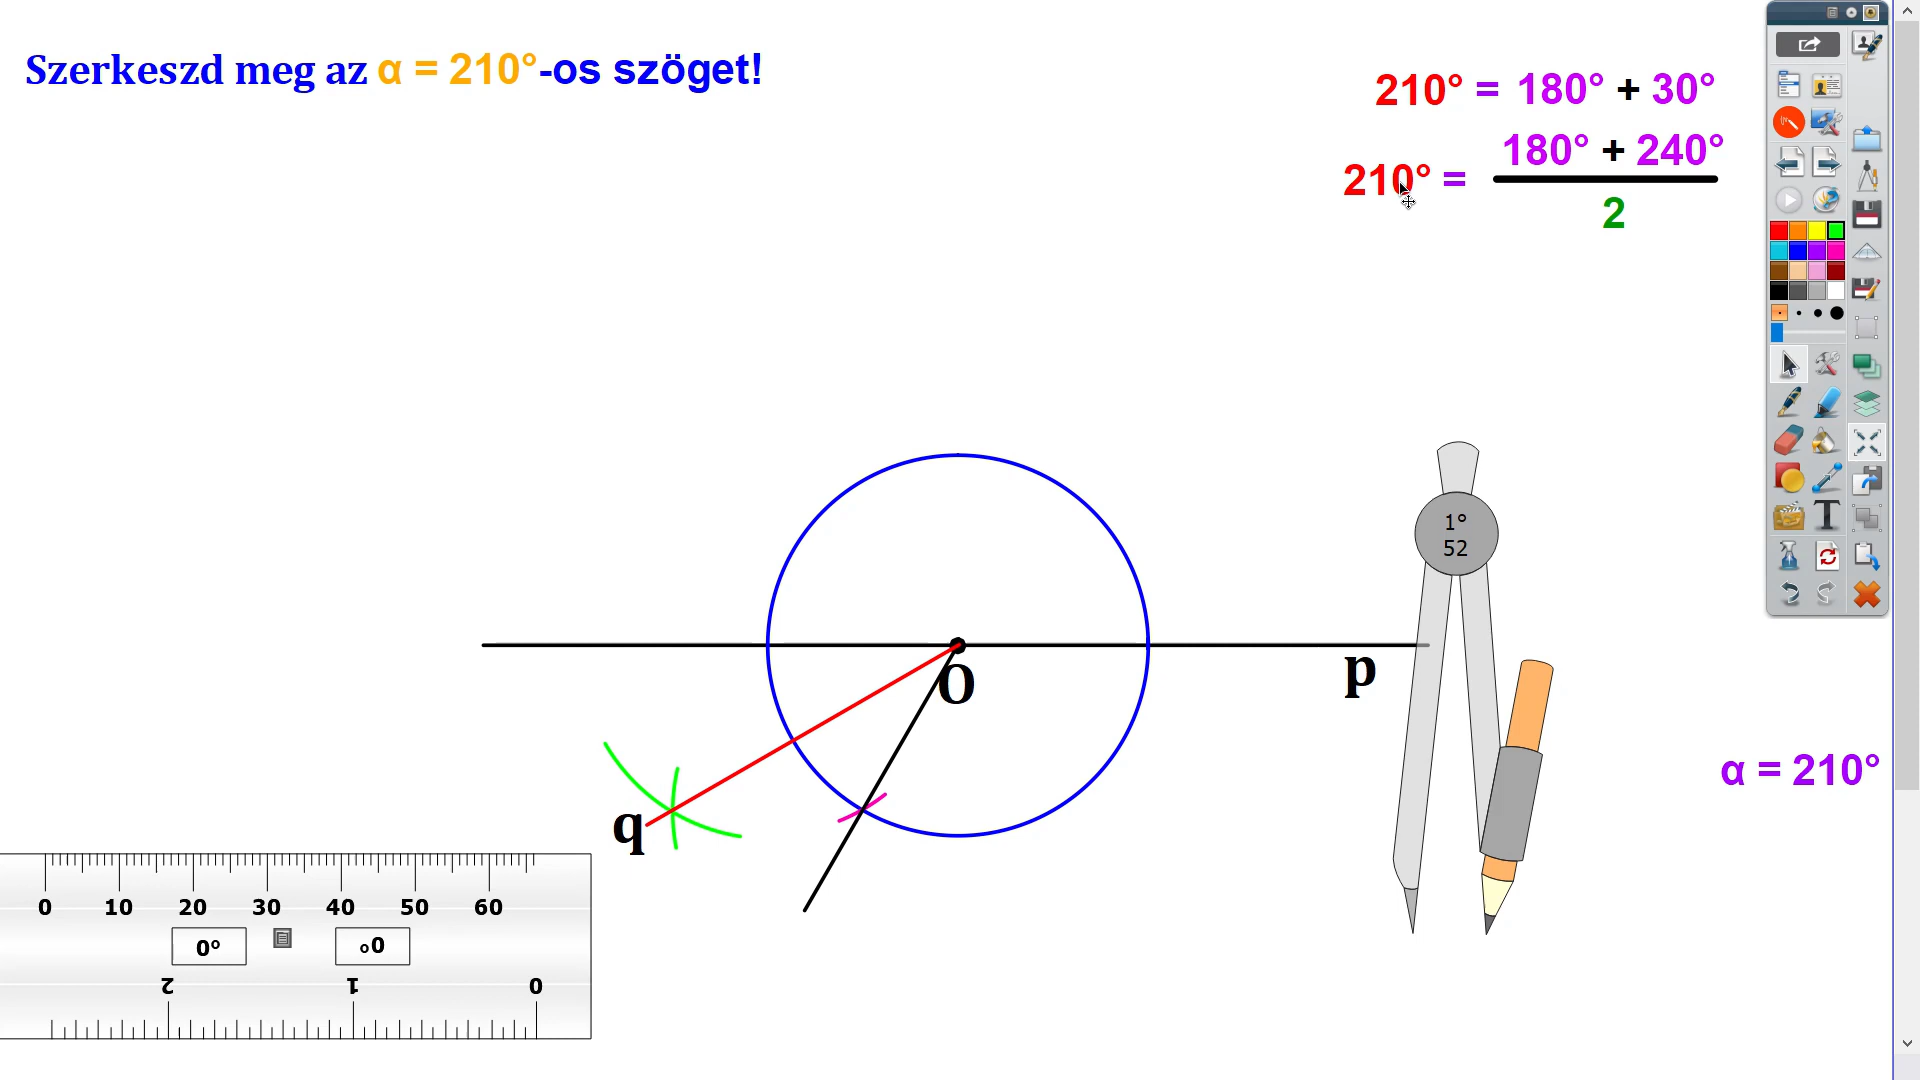 Szerkeszd meg az α = 210°-os szöget!
210° = 180° + 30°
210° = 180° + 240°
2
1°
52
O
p
α = 210°
q
0 10 20 30 40 50 60
0° 0°
2 1 0